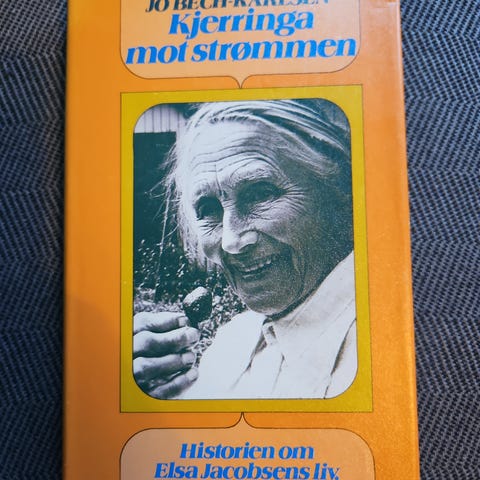 JO BECH-KARLSEN
Kjerringa
mot strømmen
Historien om
Elsa Jacobsens liv,